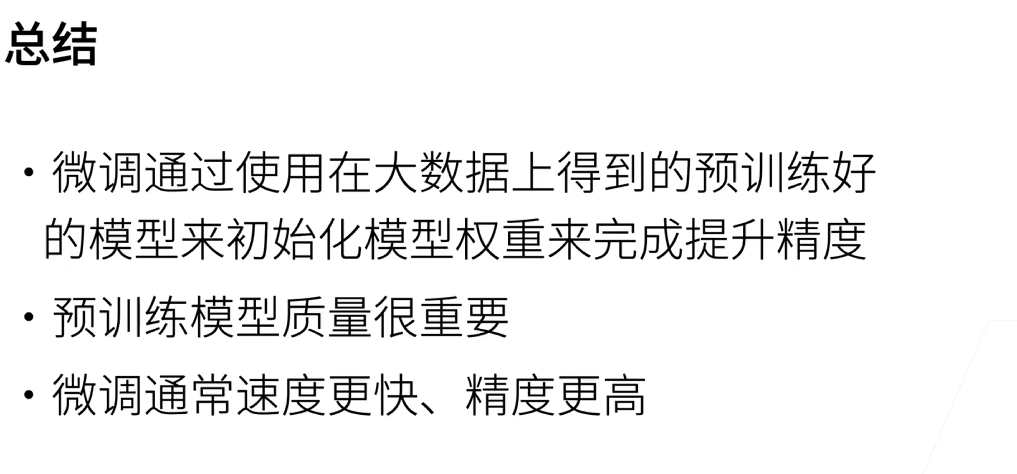 总结
• 微调通过使用在大数据上得到的预训练好
的模型来初始化模型权重来完成提升精度
• 预训练模型质量很重要
• 微调通常速度更快、精度更高